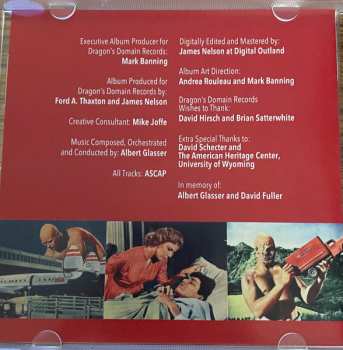 Executive Album Producer for
Dragon's Domain Records:
Mark Banning
Album Produced for
Dragon's Domain Records by:
Ford A. Thaxton and James Nelson
Creative Consultant: Mike Joffe
Music Composed, Orchestrated
and Conducted by: Albert Glasser
All Tracks: ASCAP
Digitally Edited and Mastered by:
James Nelson at Digital Outland
Album Art Direction:
Andrea Rouleau and Mark Banning
Dragon's Domain Records
Wishes to Thank:
David Hirsch and Brian Satterwhite
Extra Special Thanks to:
David Schecter and
The American Heritage Center,
University of Wyoming
In memory of:
Albert Glasser and David Fuller